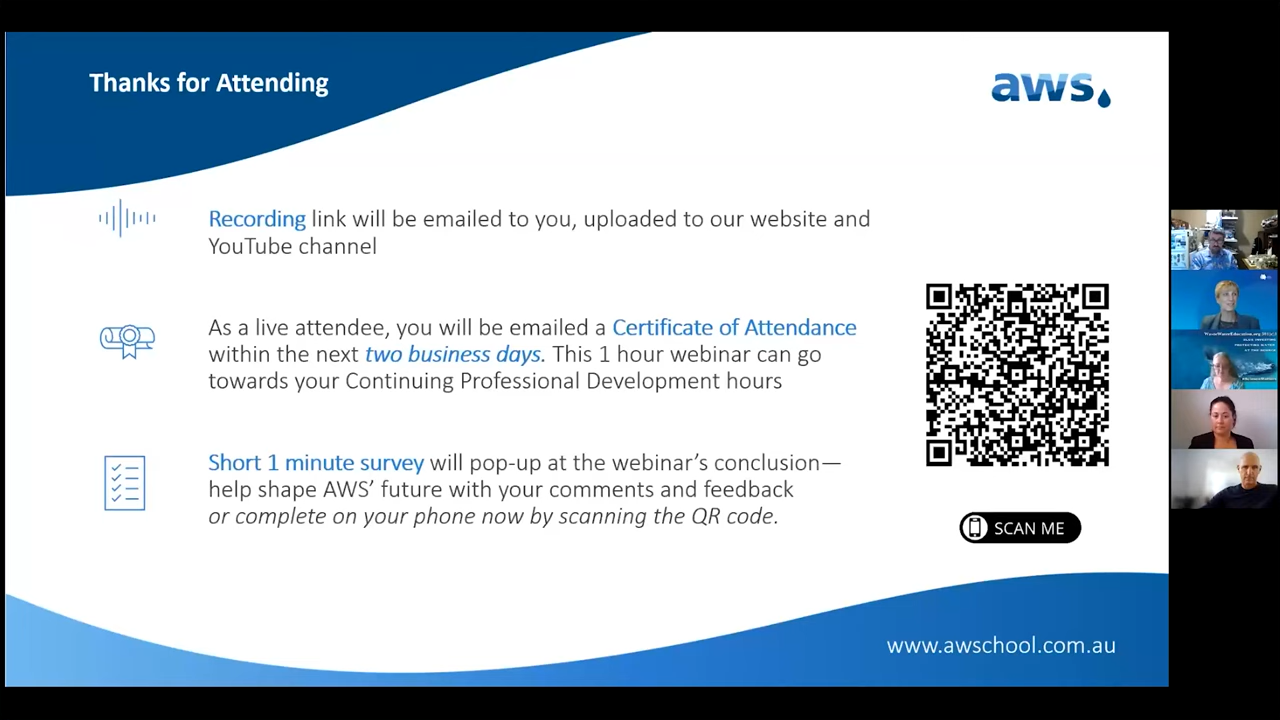 Thanks for Attending
aws
Recording link will be emailed to you, uploaded to our website and
YouTube channel
As a live attendee, you will be emailed a Certificate of Attendance
within the next two business days. This 1 hour webinar can go
towards your Continuing Professional Development hours
Short 1 minute survey will pop-up at the webinar’s conclusion—
help shape AWS’ future with your comments and feedback
or complete on your phone now by scanning the QR code.
SCAN ME
www.awschool.com.au